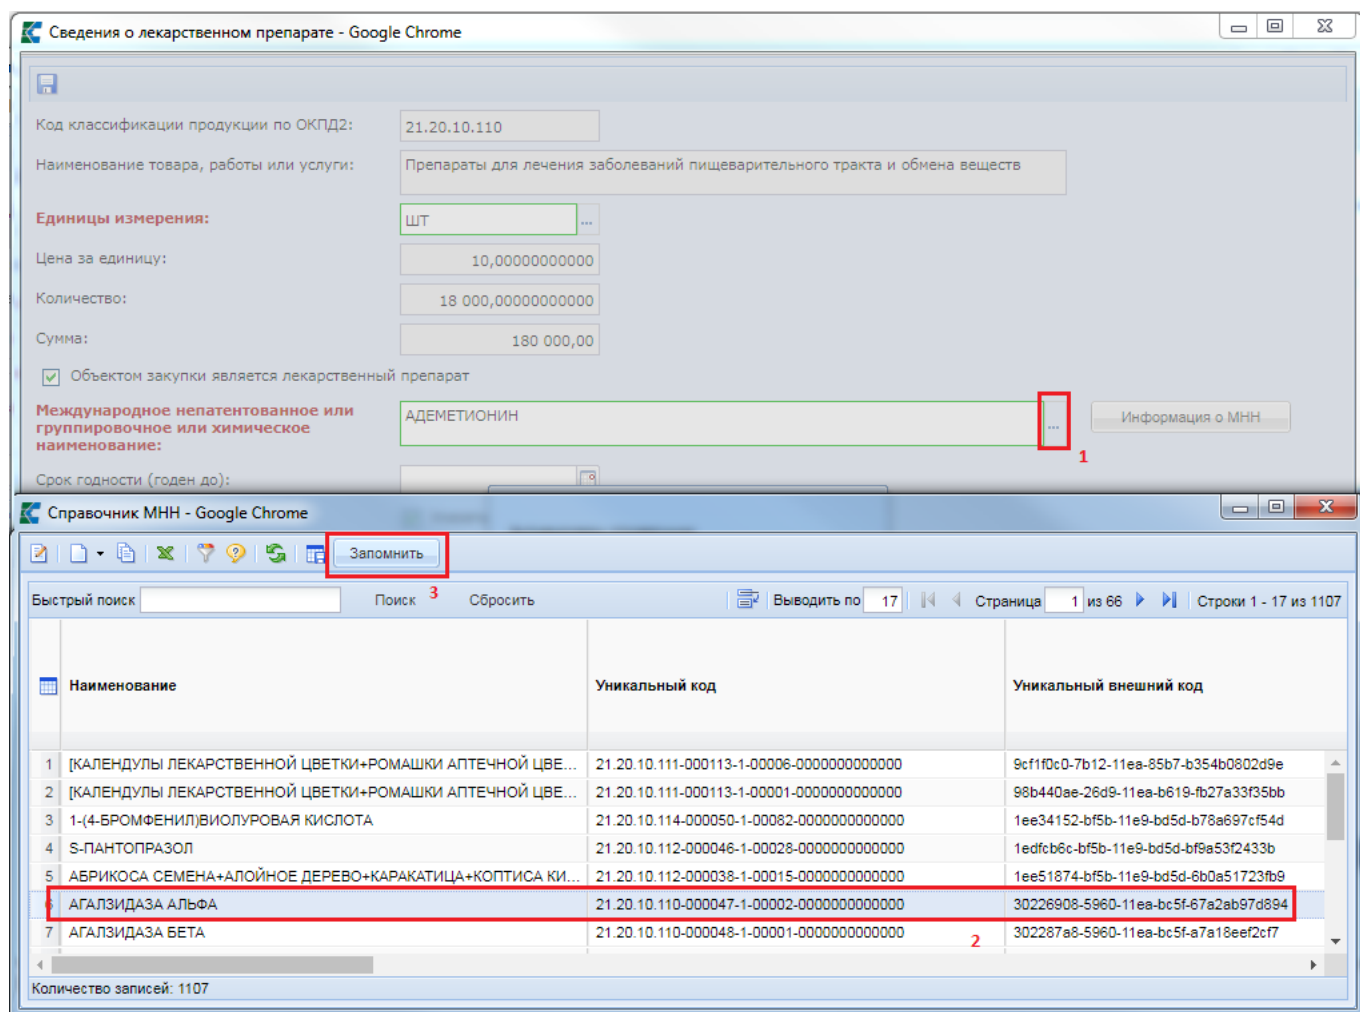 Сведения о лекарственном препарате - Google Chrome
Код классификации продукции по ОКПД2: 21.20.10.110
Наименование товара, работы или услуги: Препараты для лечения заболеваний пищеварительного тракта и обмена веществ
Единицы измерения: ШТ ...
Цена за единицу: 10,00000000000
Количество: 18 000,00000000000
Сумма: 180 000,00
Объектом закупки является лекарственный препарат
Международное непатентованное или
группировочное или химическое
наименование:
АДЕМЕТИОНИН ... Информация о МНН
1
Срок годности (годен до):
Справочник МНН - Google Chrome
Запомнить
Быстрый поиск Поиск 3 Сбросить Выводить по 17 Страница 1 из 66 Строки 1 - 17 из 1107
Наименование Уникальный код Уникальный внешний код
1 [КАЛЕНДУЛЫ ЛЕКАРСТВЕННОЙ ЦВЕТКИ+РОМАШКИ АПТЕЧНОЙ ЦВЕ... 21.20.10.111-000113-1-00006-0000000000000 9cf1f0c0-7b12-11ea-85b7-b354b0802d9e
2 [КАЛЕНДУЛЫ ЛЕКАРСТВЕННОЙ ЦВЕТКИ+РОМАШКИ АПТЕЧНОЙ ЦВЕ... 21.20.10.111-000113-1-00001-0000000000000 98b440ae-26d9-11ea-b619-fb27a33f35bb
3 1-(4-БРОМФЕНИЛ)ВИОЛУРОВАЯ КИСЛОТА 21.20.10.114-000050-1-00082-0000000000000 1ee34152-bf5b-11e9-bd5d-b78a697cf54d
4 S-ПАНТОПРАЗОЛ 21.20.10.112-000046-1-00028-0000000000000 1edfcb6c-bf5b-11e9-bd5d-bf9a53f2433b
5 АБРИКОСА СЕМЕНА+АЛОЙНОЕ ДЕРЕВО+КАРАКАТИЦА+КОПТИСА КИ... 21.20.10.112-000038-1-00015-0000000000000 1ee51874-bf5b-11e9-bd5d-6b0a51723fb9
6 АГАЛЗИДАЗА АЛЬФА 21.20.10.110-000047-1-00002-0000000000000 30226908-5960-11ea-bc5f-67a2ab97d894
7 АГАЛЗИДАЗА БЕТА 21.20.10.110-000048-1-00001-0000000000000 302287a8-5960-11ea-bc5f-a7a18eef2cf7
2
Количество записей: 1107